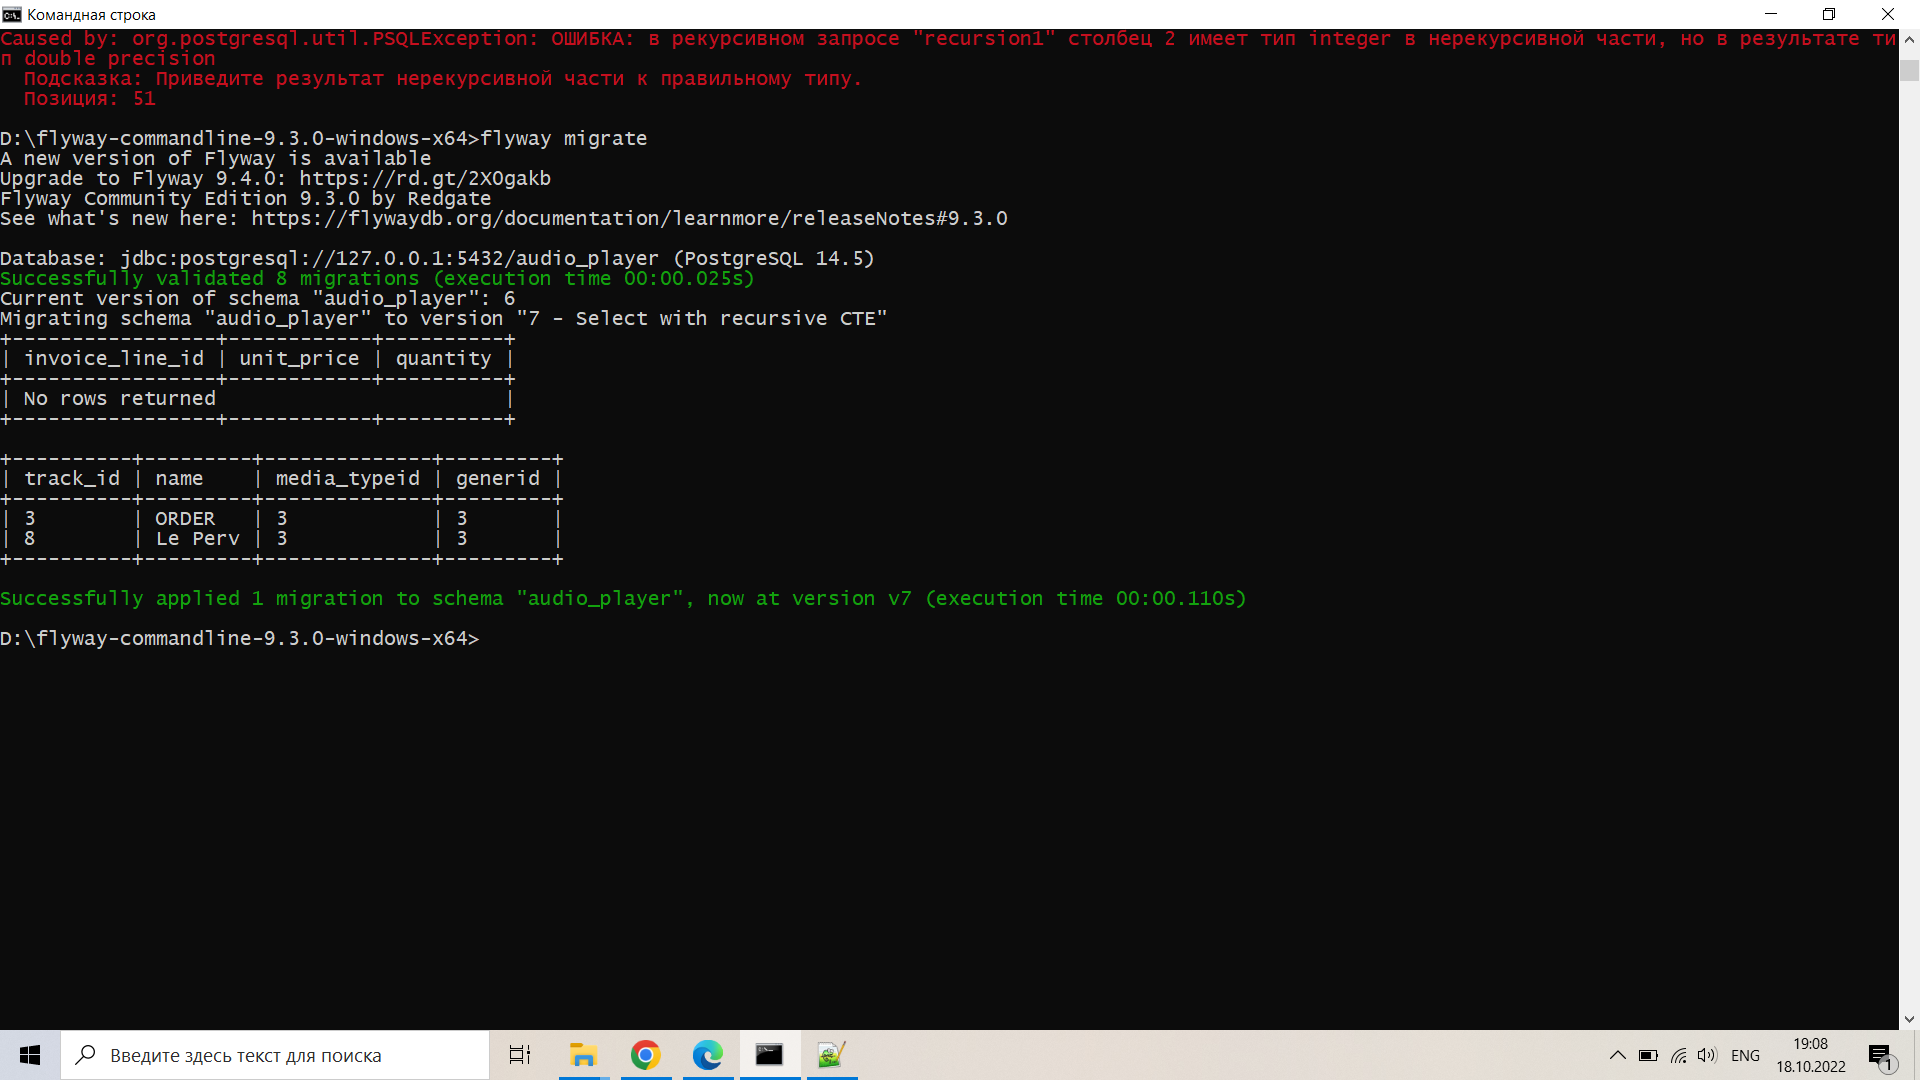 Командная строка
Caused by: org.postgresql.util.PSQLException: ОШИБКА: в рекурсивном запросе "recursion1" столбец 2 имеет тип integer в нерекурсивной части, но в результате ти
п double precision
  Подсказка: Приведите результат нерекурсивной части к правильному типу.
  Позиция: 51
D:\flyway-commandline-9.3.0-windows-x64>flyway migrate
A new version of Flyway is available
Upgrade to Flyway 9.4.0: https://rd.gt/2X0gakb
Flyway Community Edition 9.3.0 by Redgate
See what's new here: https://flywaydb.org/documentation/learnmore/releaseNotes#9.3.0
Database: jdbc:postgresql://127.0.0.1:5432/audio_player (PostgreSQL 14.5)
Successfully validated 8 migrations (execution time 00:00.025s)
Current version of schema "audio_player": 6
Migrating schema "audio_player" to version "7 - Select with recursive CTE"
+-----------------+------------+----------+
| invoice_line_id | unit_price | quantity |
+-----------------+------------+----------+
| No rows returned                        |
+-----------------+------------+----------+
+----------+---------+--------------+---------+
| track_id | name    | media_typeid | generid |
+----------+---------+--------------+---------+
| 3        | ORDER   | 3            | 3       |
| 8        | Le Perv | 3            | 3       |
+----------+---------+--------------+---------+
Successfully applied 1 migration to schema "audio_player", now at version v7 (execution time 00:00.110s)
D:\flyway-commandline-9.3.0-windows-x64>
Введите здесь текст для поиска
ENG
19:08
18.10.2022
1